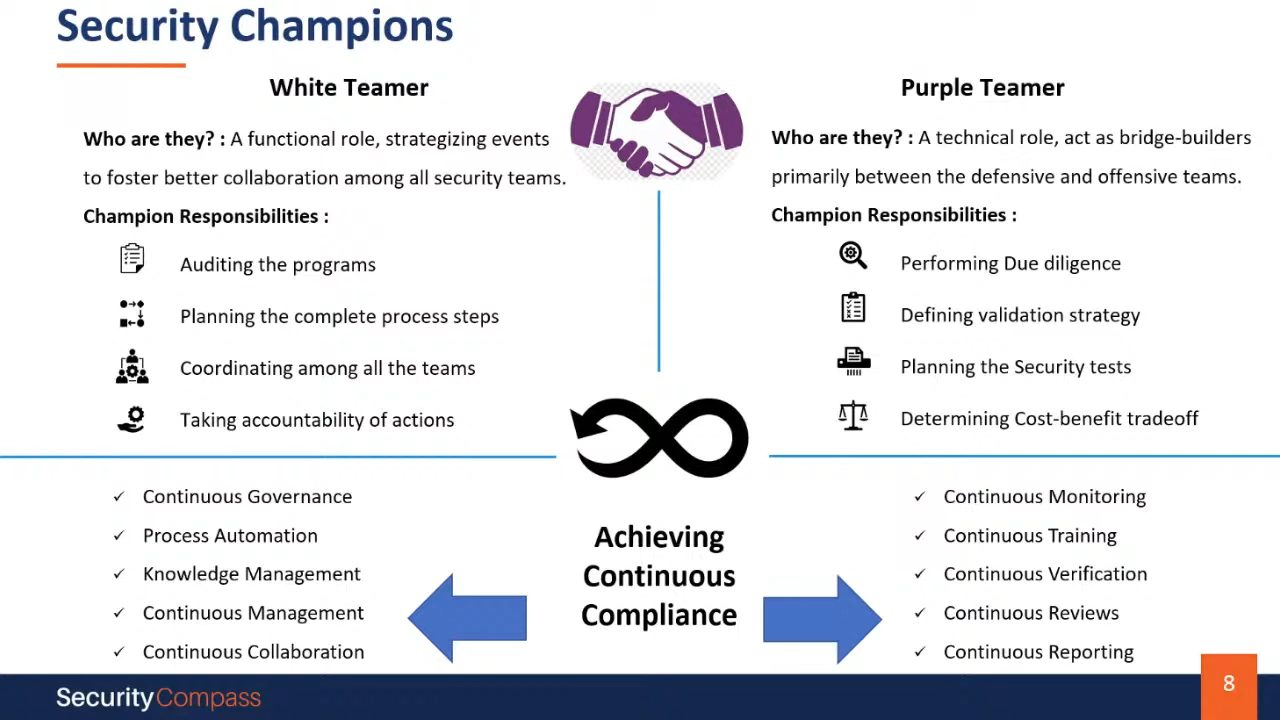 Security Champions
White Teamer
Who are they? : A functional role, strategizing events
to foster better collaboration among all security teams.
Champion Responsibilities :
Auditing the programs
Planning the complete process steps
Coordinating among all the teams
Taking accountability of actions
Purple Teamer
Who are they? : A technical role, act as bridge-builders
primarily between the defensive and offensive teams.
Champion Responsibilities :
Performing Due diligence
Defining validation strategy
Planning the Security tests
Determining Cost-benefit tradeoff
✓ Continuous Governance
✓ Process Automation
✓ Knowledge Management
✓ Continuous Management
✓ Continuous Collaboration
Achieving
Continuous
Compliance
✓ Continuous Monitoring
✓ Continuous Training
✓ Continuous Verification
✓ Continuous Reviews
✓ Continuous Reporting
SecurityCompass
8